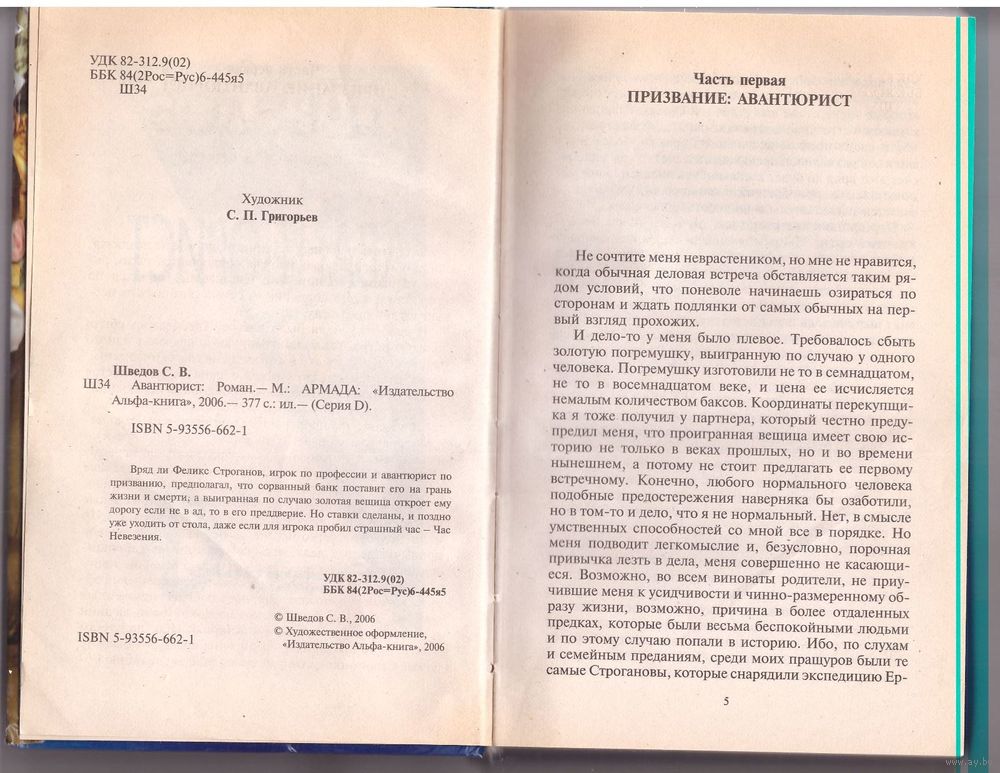 УДК 82-312.9(02)
ББК 84(2Рос=Рус)6-445я5
Ш34
Художник
С. П. Григорьев
Шведов С. В.
Ш34 Авантюрист: Роман.— М.: АРМАДА: «Издательство
Альфа-книга», 2006.— 377 с.: ил.— (Серия D).
ISBN 5-93556-662-1
Вряд ли Феликс Строганов, игрок по профессии и авантюрист по
призванию, предполагал, что сорванный банк поставит его на грань
жизни и смерти, а выигранная по случаю золотая вещица откроет ему
дорогу если не в ад, то в его преддверие. Но ставки сделаны, и поздно
уже уходить от стола, даже если для игрока пробил страшный час – Час
Невезения.
УДК 82-312.9(02)
ББК 84(2Рос=Рус)6-445я5
© Шведов С. В., 2006
© Художественное оформление,
«Издательство Альфа-книга», 2006
ISBN 5-93556-662-1
Часть первая
ПРИЗВАНИЕ: АВАНТЮРИСТ
Не сочтите меня неврастеником, но мне не нравится,
когда обычная деловая встреча обставляется таким ря-
дом условий, что поневоле начинаешь озираться по
сторонам и ждать подлянки от самых обычных на пер-
вый взгляд прохожих.
И дело-то у меня было плевое. Требовалось сбыть
золотую погремушку, выигранную по случаю у одного
человека. Погремушку изготовили не то в семнадцатом,
не то в восемнадцатом веке, и цена ее исчисляется
немалым количеством баксов. Координаты перекупщи-
ка я тоже получил у партнера, который честно преду-
предил меня, что проигранная вещица имеет свою ис-
торию не только в веках прошлых, но и во времени
нынешнем, а потому не стоит предлагать ее первому
встречному. Конечно, любого нормального человека
подобные предостережения наверняка бы озаботили,
но в том-то и дело, что я не нормальный. Нет, в смысле
умственных способностей со мной все в порядке. Но
меня подводит легкомыслие и, безусловно, порочная
привычка лезть в дела, меня совершенно не касающи-
еся. Возможно, во всем виноваты родители, не приу-
чившие меня к усидчивости и чинно-размеренному об-
разу жизни, возможно, причина в более отдаленных
предках, которые были весьма беспокойными людьми
и по этому случаю попали в историю. Ибо, по слухам
и семейным преданиям, среди моих пращуров были те
самые Строгановы, которые снарядили экспедицию Ер-
5
www.ay.by